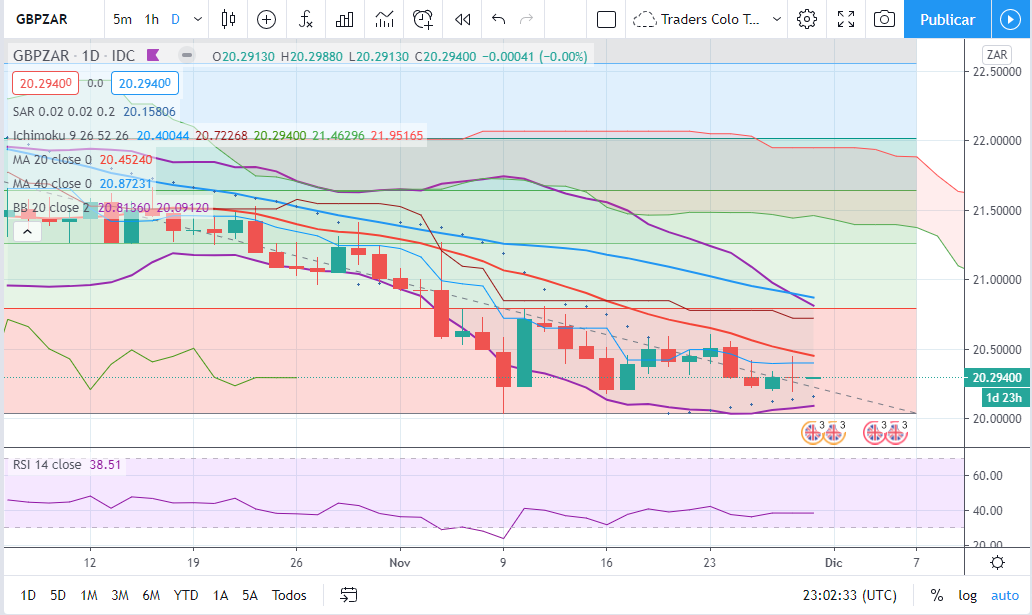 GBPZAR 5m 1h D Traders Colo T... Publicar
GBPZAR · 1D · IDC O20.29130 H20.29880 L20.29130 C20.29400 −0.00041 (−0.00%)
ZAR
20.29400 0.0 20.29400
22.50000
SAR 0.02 0.02 0.2 20.15806
Ichimoku 9 26 52 26 20.40044 20.72268 20.29400 21.46296 21.95165
22.00000
MA 20 close 0 20.45240
MA 40 close 0 20.87231
BB 20 close 2 20.81360 20.09120
21.50000
21.00000
20.50000
20.29400
1d 23h
20.00000
3 3 3 3
RSI 14 close 38.51
60.00
40.00
20.00
12 19 26 Nov 9 16 23 Dic 7
1D 5D 1M 3M 6M YTD 1A 5A Todos 23:02:33 (UTC) % log auto